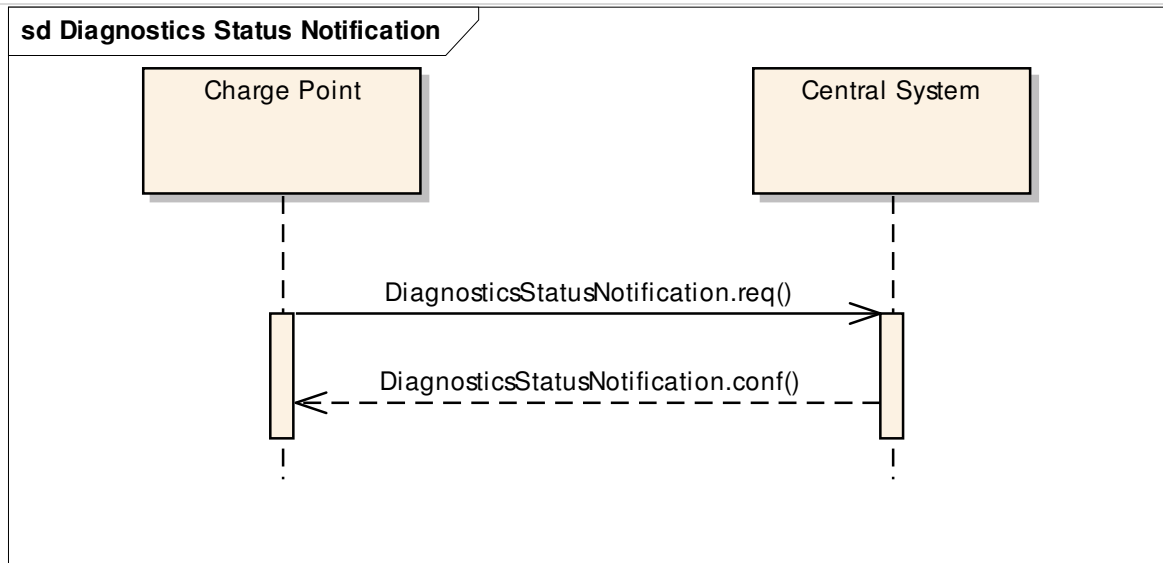 sd Diagnostics Status Notification
Charge Point
Central System
DiagnosticsStatusNotification.req()
DiagnosticsStatusNotification.conf()